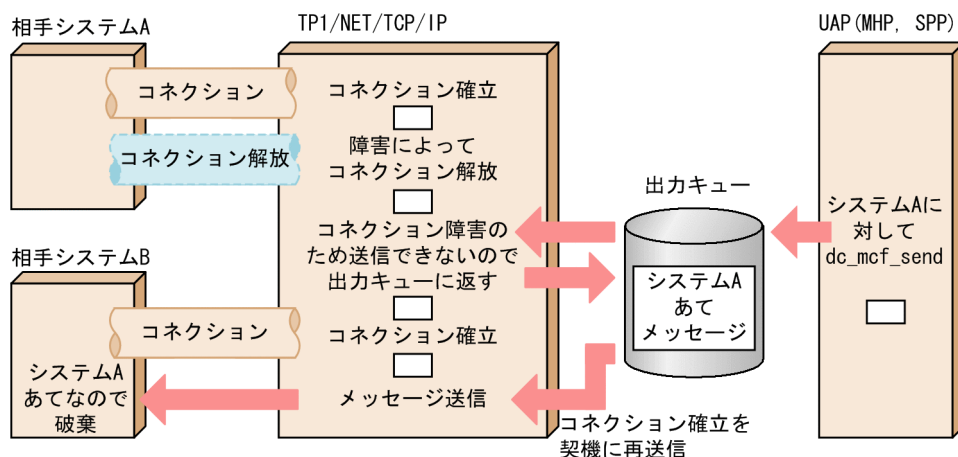 相手システムA
コネクション
コネクション解放
相手システムB
コネクション
システムA
あてなので
破棄
TP1/NET/TCP/IP
コネクション確立
障害によって
コネクション解放
コネクション障害の
ため送信できないので
出力キューに返す
コネクション確立
メッセージ送信
出力キュー
システムA
あて
メッセージ
コネクション確立を
契機に再送信
UAP(MHP, SPP)
システムAに
対して
dc_mcf_send